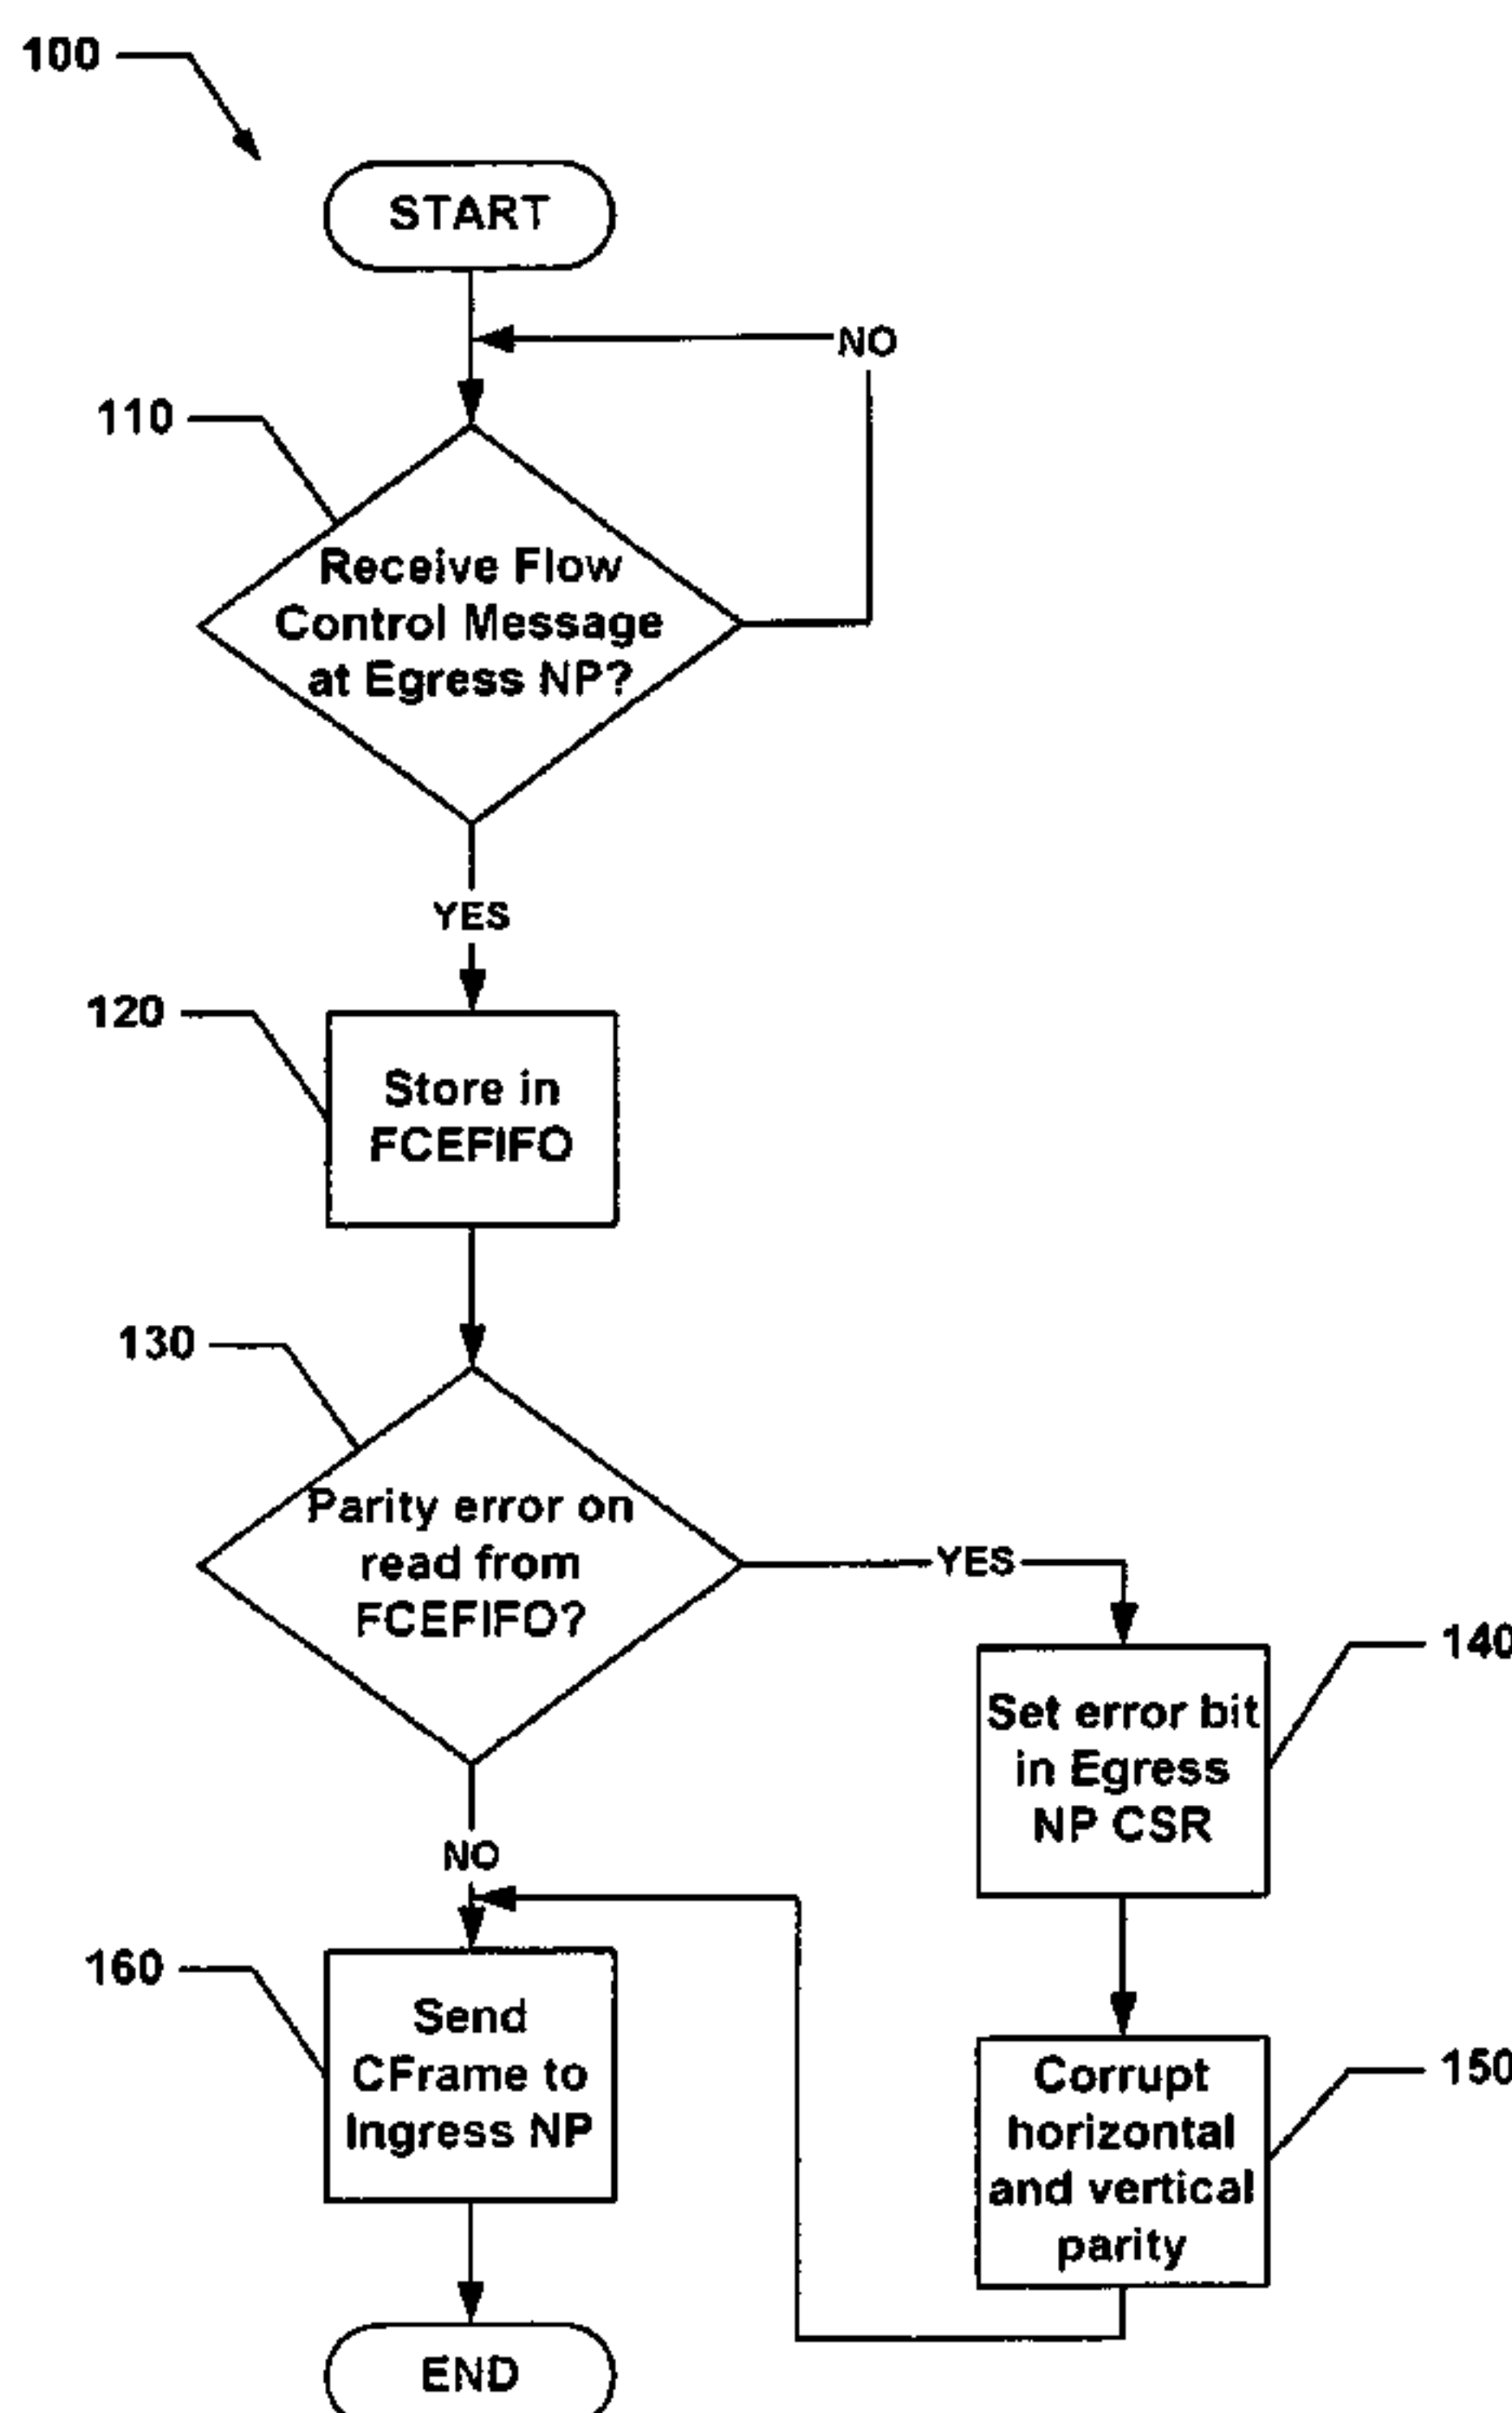 100
START
NO
110
Receive Flow
Control Message
at Egress NP?
YES
120
Store in
FCEFIFO
130
Parity error on
read from
FCEFIFO?
YES
140
Set error bit
in Egress
NP CSR
NO
160
Send
CFrame to
Ingress NP
150
Corrupt
horizontal
and vertical
parity
END